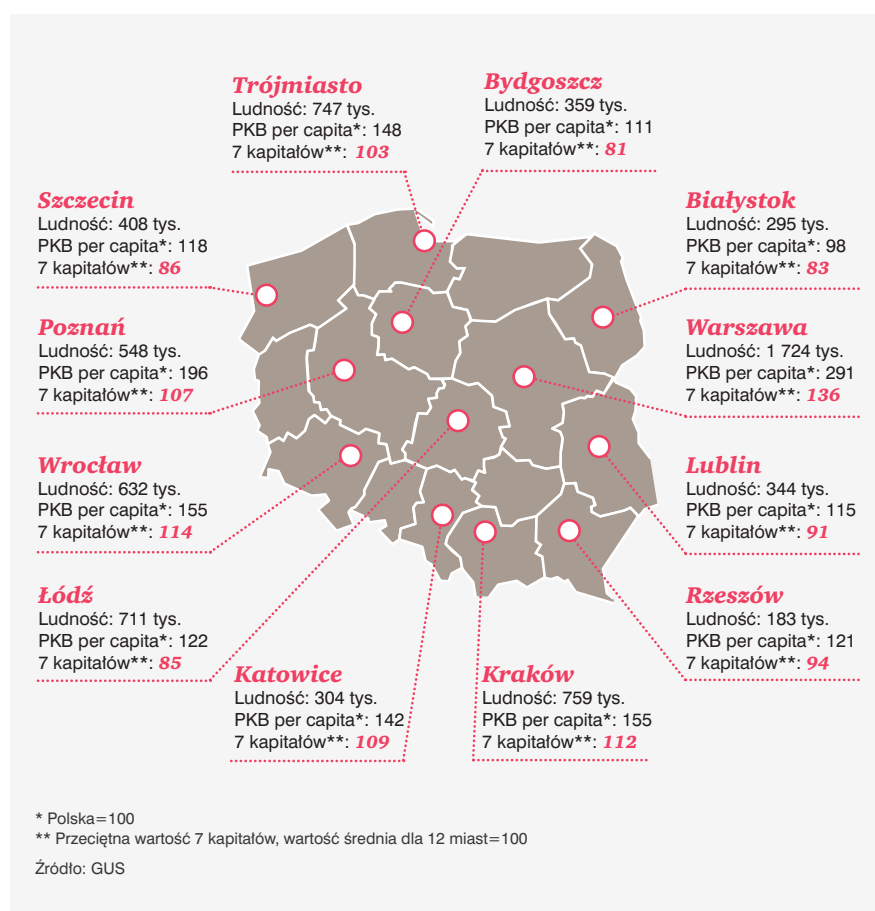 Trójmiasto
Ludność: 747 tys.
PKB per capita*: 148
7 kapitałów**: 103
Bydgoszcz
Ludność: 359 tys.
PKB per capita*: 111
7 kapitałów**: 81
Szczecin
Ludność: 408 tys.
PKB per capita*: 118
7 kapitałów**: 86
Białystok
Ludność: 295 tys.
PKB per capita*: 98
7 kapitałów**: 83
Poznań
Ludność: 548 tys.
PKB per capita*: 196
7 kapitałów**: 107
Warszawa
Ludność: 1 724 tys.
PKB per capita*: 291
7 kapitałów**: 136
Wrocław
Ludność: 632 tys.
PKB per capita*: 155
7 kapitałów**: 114
Lublin
Ludność: 344 tys.
PKB per capita*: 115
7 kapitałów**: 91
Łódź
Ludność: 711 tys.
PKB per capita*: 122
7 kapitałów**: 85
Rzeszów
Ludność: 183 tys.
PKB per capita*: 121
7 kapitałów**: 94
Katowice
Ludność: 304 tys.
PKB per capita*: 142
7 kapitałów**: 109
Kraków
Ludność: 759 tys.
PKB per capita*: 155
7 kapitałów**: 112
* Polska=100
** Przeciętna wartość 7 kapitałów, wartość średnia dla 12 miast=100
Źródło: GUS